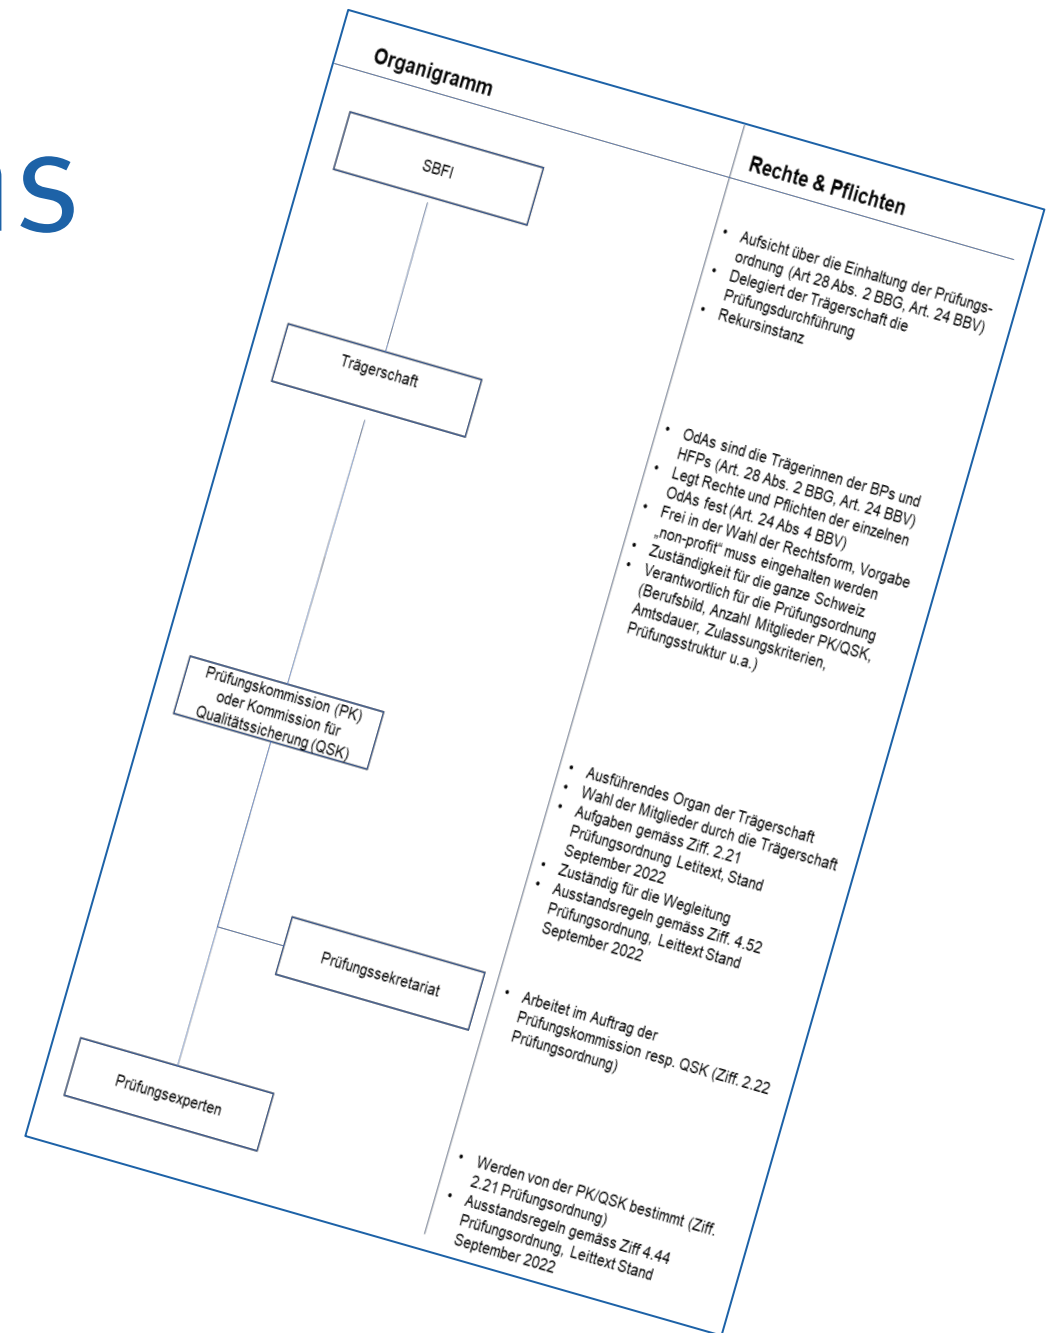 ns
Organigramm
Rechte & Pflichten
SBFI
Aufsicht über die Einhaltung der Prüfungs-
ordnung (Art 28 Abs. 2 BBG, Art. 24 BBV)
Delegiert der Trägerschaft die
Prüfungsdurchführung
Rekursinstanz
Trägerschaft
OdAs sind die Trägerinnen der BPs und
HFPs (Art. 28 Abs. 2 BBG, Art. 24 BBV)
Legt Rechte und Pflichten der einzelnen
OdAs fest (Art. 24 Abs 4 BBV)
Frei in der Wahl der Rechtsform, Vorgabe
„non-profit“ muss eingehalten werden
Zuständigkeit für die ganze Schweiz
Verantwortlich für die Prüfungsordnung
(Berufsbild, Anzahl Mitglieder PK/QSK,
Amtsdauer, Zulassungskriterien,
Prüfungsstruktur u.a.)
Prüfungskommission (PK)
oder Kommission für
Qualitätssicherung (QSK)
Ausführendes Organ der Trägerschaft
Wahl der Mitglieder durch die Trägerschaft
Aufgaben gemäss Ziff. 2.21
Prüfungsordnung Letitext, Stand
September 2022
Zuständig für die Wegleitung
Ausstandsregeln gemäss Ziff. 4.52
Prüfungsordnung, Leittext Stand
September 2022
Prüfungssekretariat
Arbeitet im Auftrag der
Prüfungskommission resp. QSK (Ziff. 2.22
Prüfungsordnung)
Prüfungsexperten
Werden von der PK/QSK bestimmt (Ziff.
2.21 Prüfungsordnung)
Ausstandsregeln gemäss Ziff 4.44
Prüfungsordnung, Leittext Stand
September 2022